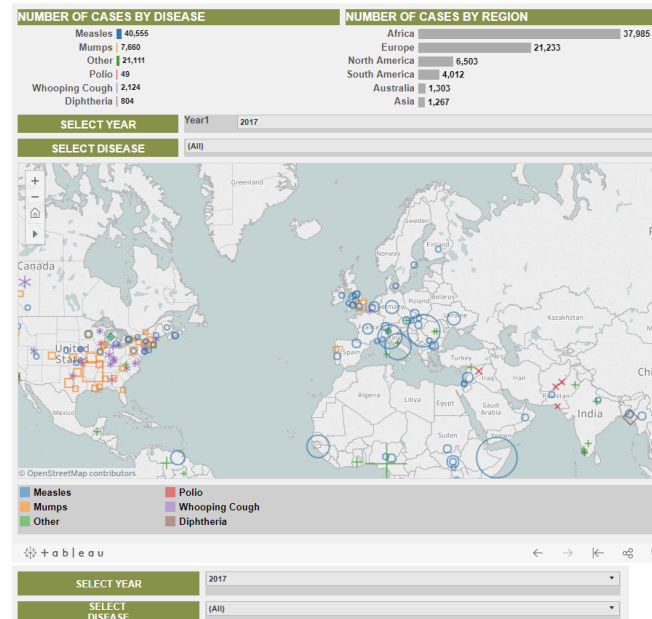 NUMBER OF CASES BY DISEASE
Measles 40,555
Mumps 7,660
Other 21,111
Polio 49
Whooping Cough 2,124
Diphtheria 804
NUMBER OF CASES BY REGION
Africa 37,985
Europe 21,233
North America 6,503
South America 4,012
Australia 1,303
Asia 1,267
SELECT YEAR
Year1
2017
SELECT DISEASE
(All)
Greenland
Canada
Sweden
Finland
Norway
Poland
Belarus
Kazakhstan
United States
Spain
Turkey
Iraq
Iran
Algeria
Libya
Egypt
Saudi Arabia
India
Mexico
Sudan
Yemen
© OpenStreetMap contributors
Measles
Mumps
Other
Polio
Whooping Cough
Diphtheria
+ableau
SELECT YEAR
2017
SELECT
DISEASE
(All)